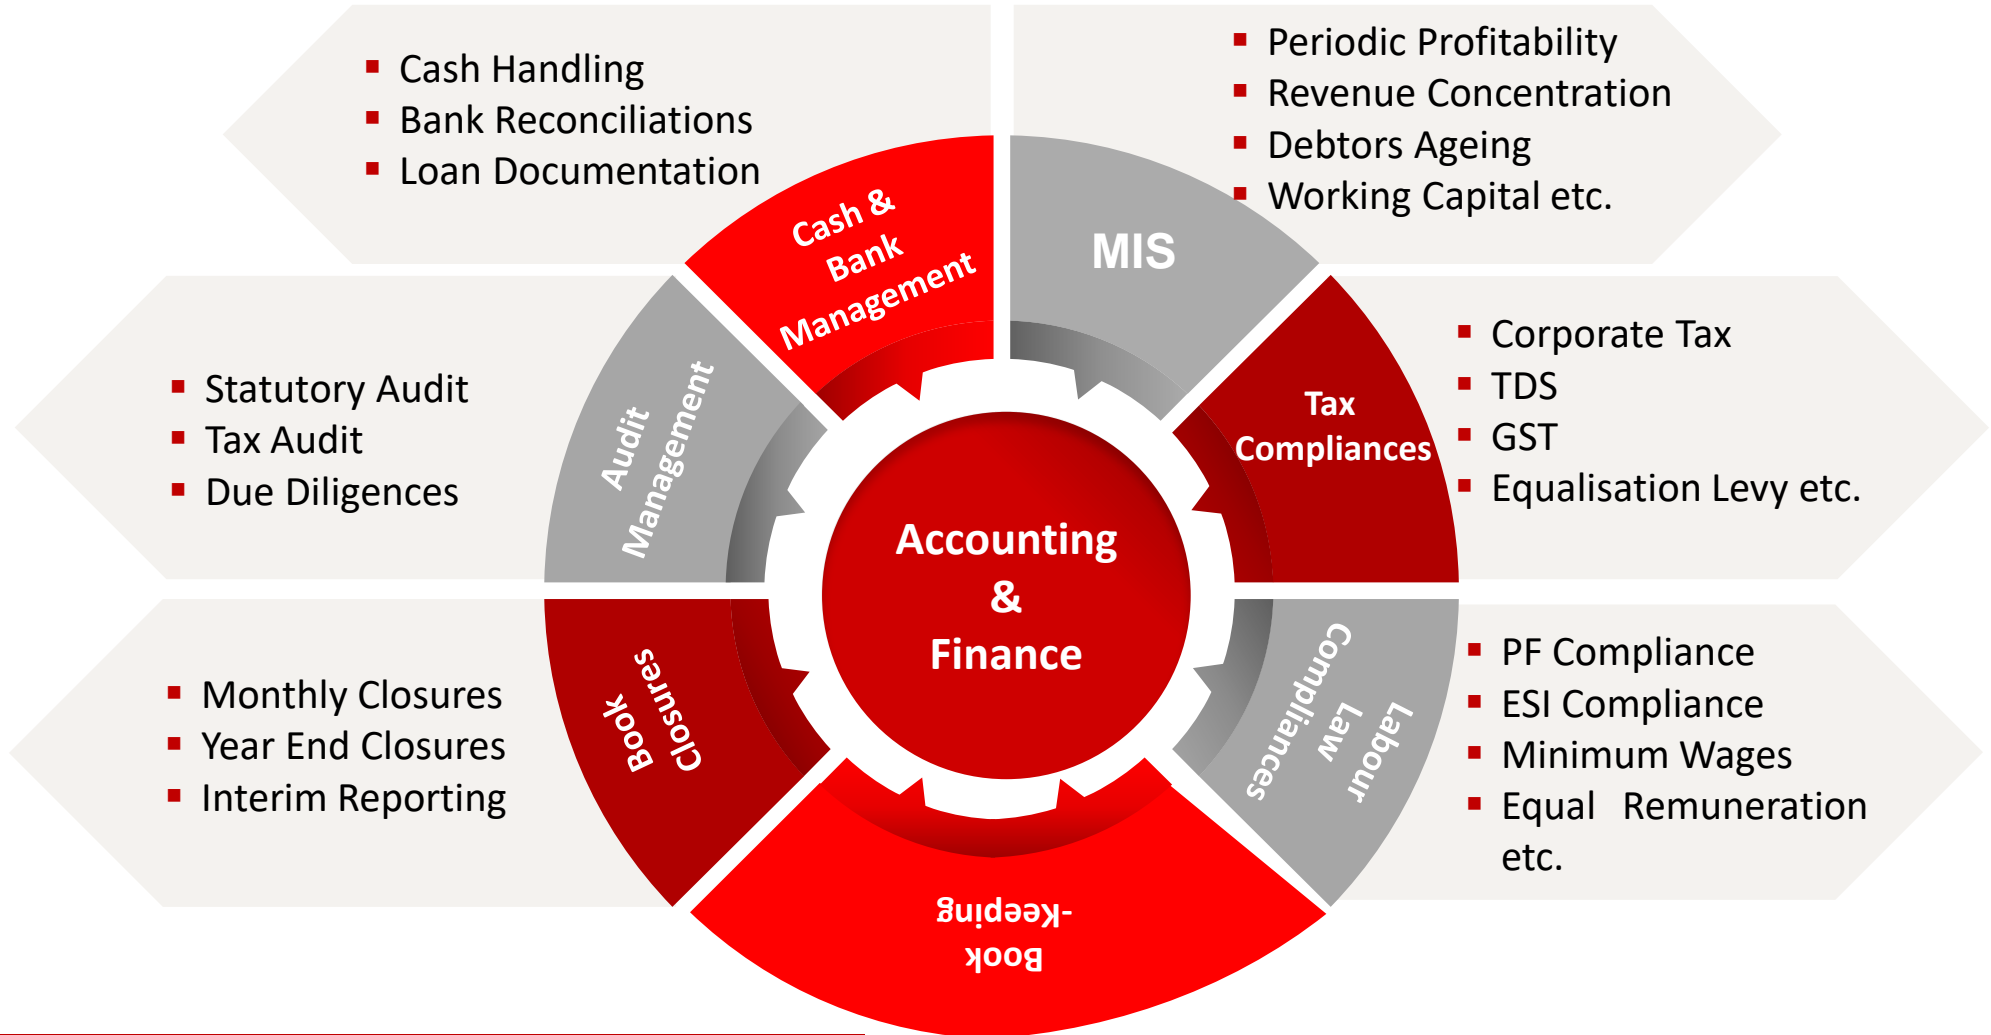 Cash Handling
Bank Reconciliations
Loan Documentation
Periodic Profitability
Revenue Concentration
Debtors Ageing
Working Capital etc.
Cash &
Bank
Management
MIS
Statutory Audit
Tax Audit
Due Diligences
Audit
Management
Tax
Compliances
Corporate Tax
TDS
GST
Equalisation Levy etc.
Accounting
&
Finance
Monthly Closures
Year End Closures
Interim Reporting
Book
Closures
Labour
Law
Compliances
PF Compliance
ESI Compliance
Minimum Wages
Equal Remuneration
etc.
Book
-Keeping